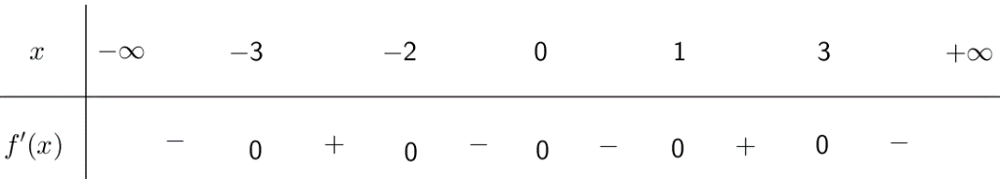 x −∞ −3 −2 0 1 3 +∞
f′(x) − 0 + 0 − 0 − 0 + 0 −